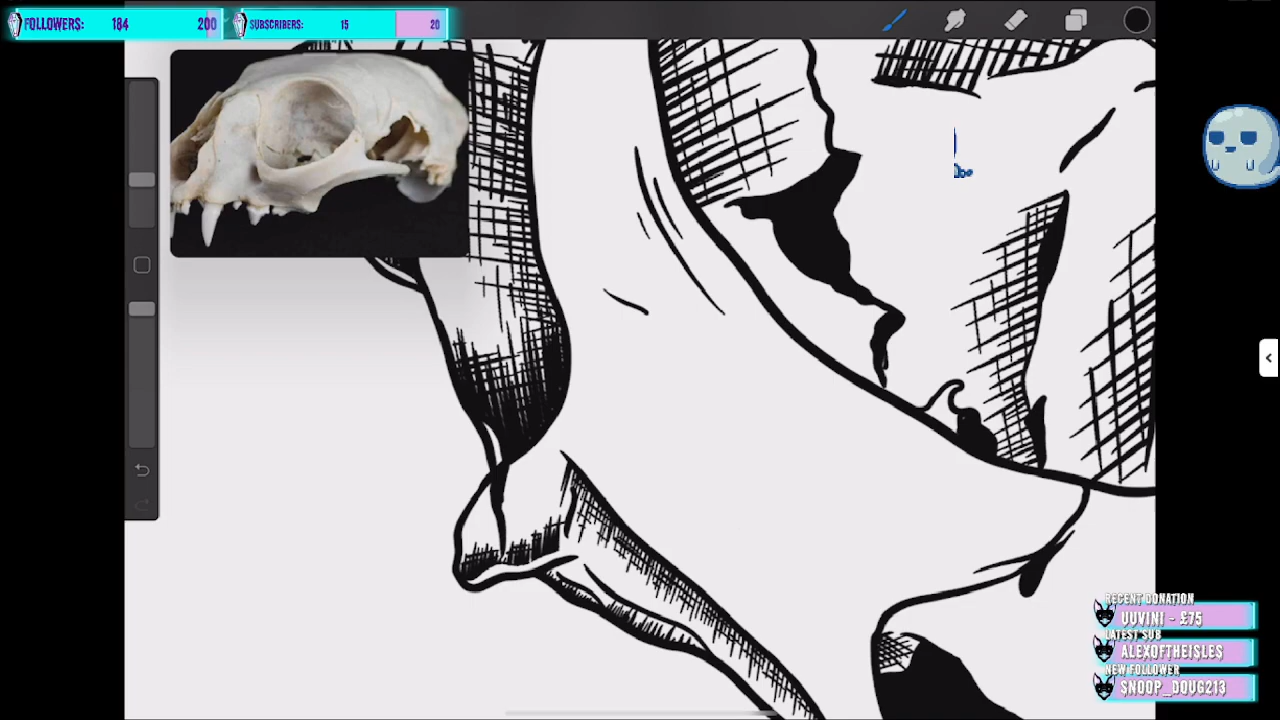 FOLLOWERS: 184 200
SUBSCRIBERS: 15 20
RECENT DONATION
UUVINI - £75
LATEST SUB
ALEXOFTHEISLES
NEW FOLLOWER
SNOOP_DOUG213